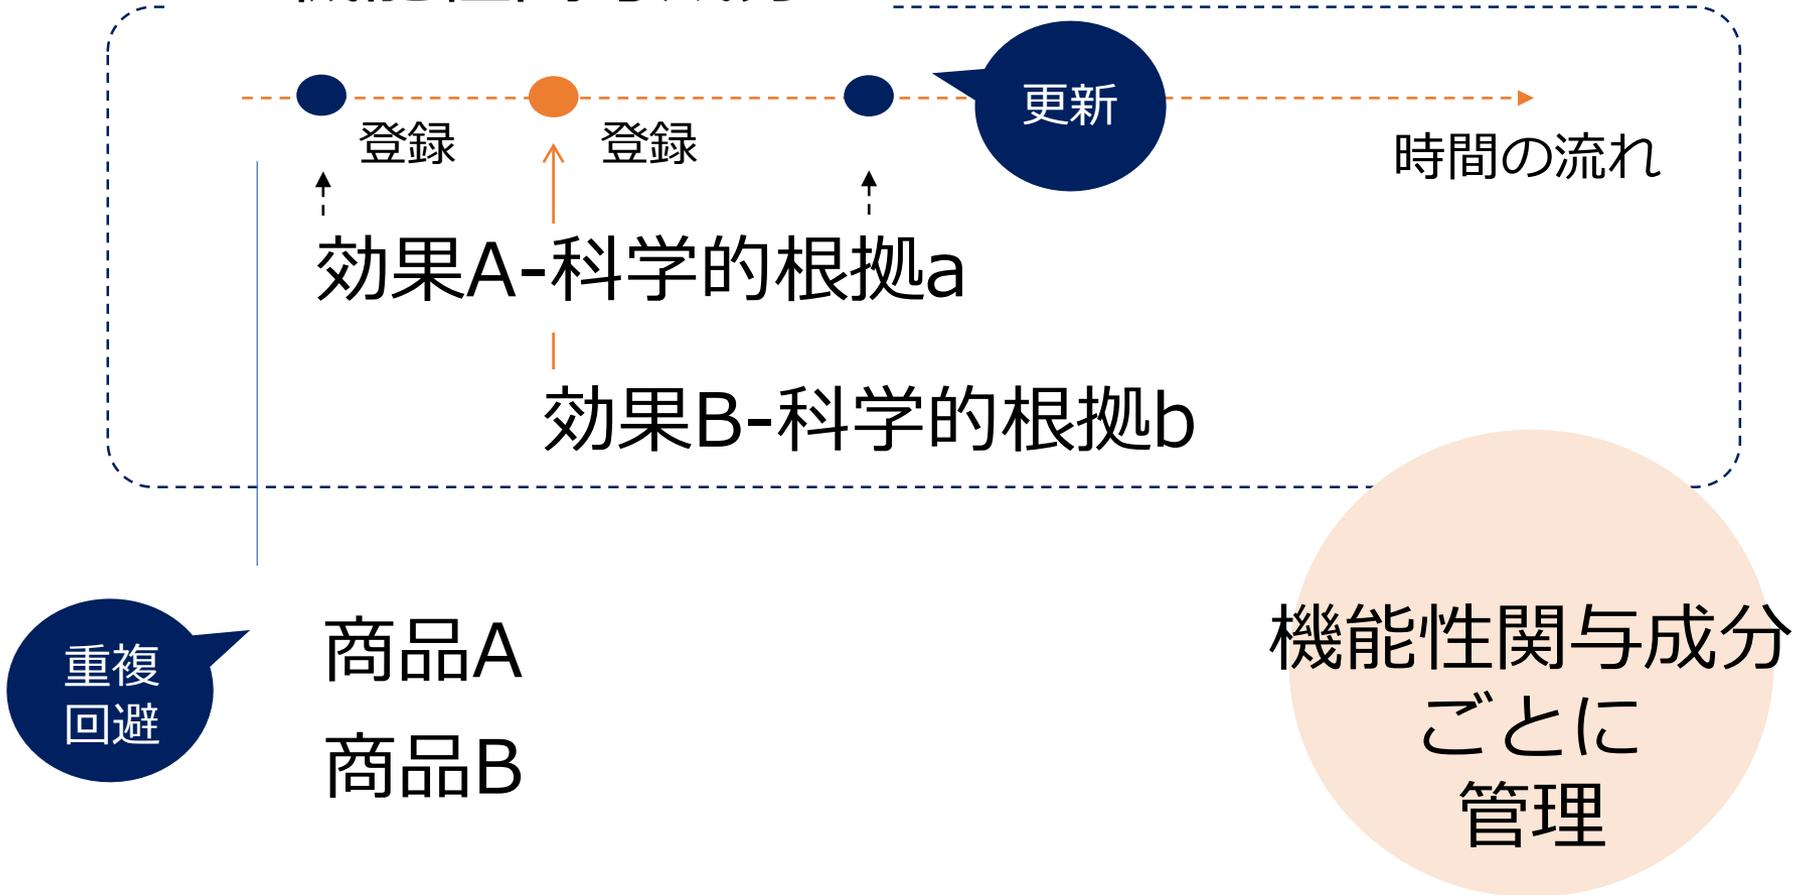 更新
登録
登録
時間の流れ
効果A-科学的根拠a
効果B-科学的根拠b
重複
回避
商品A
商品B
機能性関与成分
ごとに
管理